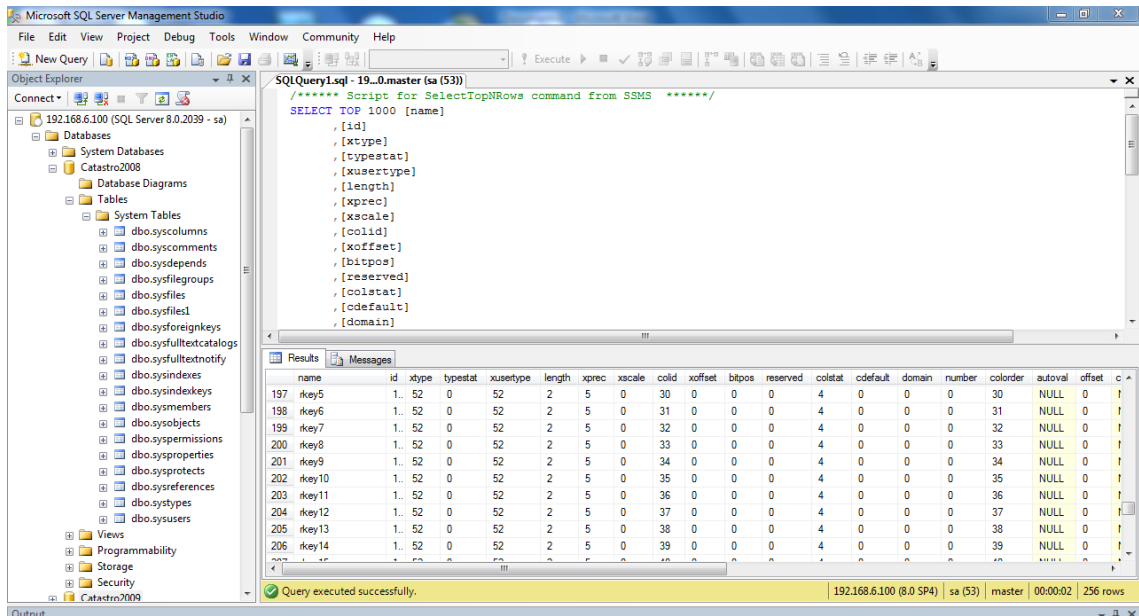 Microsoft SQL Server Management Studio
File Edit View Project Debug Tools Window Community Help
New Query
Execute
Object Explorer
Connect
192.168.6.100 (SQL Server 8.0.2039 - sa)
Databases
System Databases
Catastro2008
Database Diagrams
Tables
System Tables
dbo.syscolumns
dbo.syscomments
dbo.sysdepends
dbo.sysfilegroups
dbo.sysfiles
dbo.sysfiles1
dbo.sysforeignkeys
dbo.sysfulltextcatalogs
dbo.sysfulltextnotify
dbo.sysindexes
dbo.sysindexkeys
dbo.sysmembers
dbo.sysobjects
dbo.syspermissions
dbo.sysproperties
dbo.sysprotects
dbo.sysreferences
dbo.systypes
dbo.sysusers
Views
Programmability
Storage
Security
Catastro2009
SQLQuery1.sql - 19...0.master (sa (53))
/****** Script for SelectTopNRows command from SSMS ******/
SELECT TOP 1000 [name]
,[id]
,[xtype]
,[typestat]
,[xusertype]
,[length]
,[xprec]
,[xscale]
,[colid]
,[xoffset]
,[bitpos]
,[reserved]
,[colstat]
,[cdefault]
,[domain]
Results Messages
name id xtype typestat xusertype length xprec xscale colid xoffset bitpos reserved colstat cdefault domain number colorder autoval offset c
197 rkey5 1.. 52 0 52 2 5 0 30 0 0 0 4 0 0 0 30 NULL 0
198 rkey6 1.. 52 0 52 2 5 0 31 0 0 0 4 0 0 0 31 NULL 0
199 rkey7 1.. 52 0 52 2 5 0 32 0 0 0 4 0 0 0 32 NULL 0
200 rkey8 1.. 52 0 52 2 5 0 33 0 0 0 4 0 0 0 33 NULL 0
201 rkey9 1.. 52 0 52 2 5 0 34 0 0 0 4 0 0 0 34 NULL 0
202 rkey10 1.. 52 0 52 2 5 0 35 0 0 0 4 0 0 0 35 NULL 0
203 rkey11 1.. 52 0 52 2 5 0 36 0 0 0 4 0 0 0 36 NULL 0
204 rkey12 1.. 52 0 52 2 5 0 37 0 0 0 4 0 0 0 37 NULL 0
205 rkey13 1.. 52 0 52 2 5 0 38 0 0 0 4 0 0 0 38 NULL 0
206 rkey14 1.. 52 0 52 2 5 0 39 0 0 0 4 0 0 0 39 NULL 0
Query executed successfully. 192.168.6.100 (8.0 SP4) sa (53) master 00:00:02 256 rows
Output